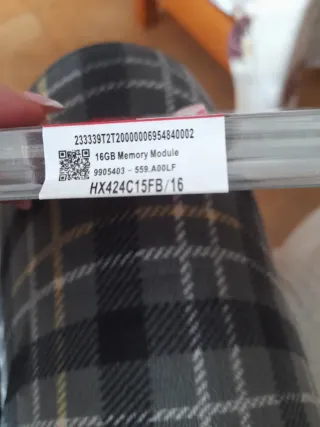 233339T2T20000006954840002
16GB Memory Module
9905403 - 559.A00LF
HX424C15FB/16